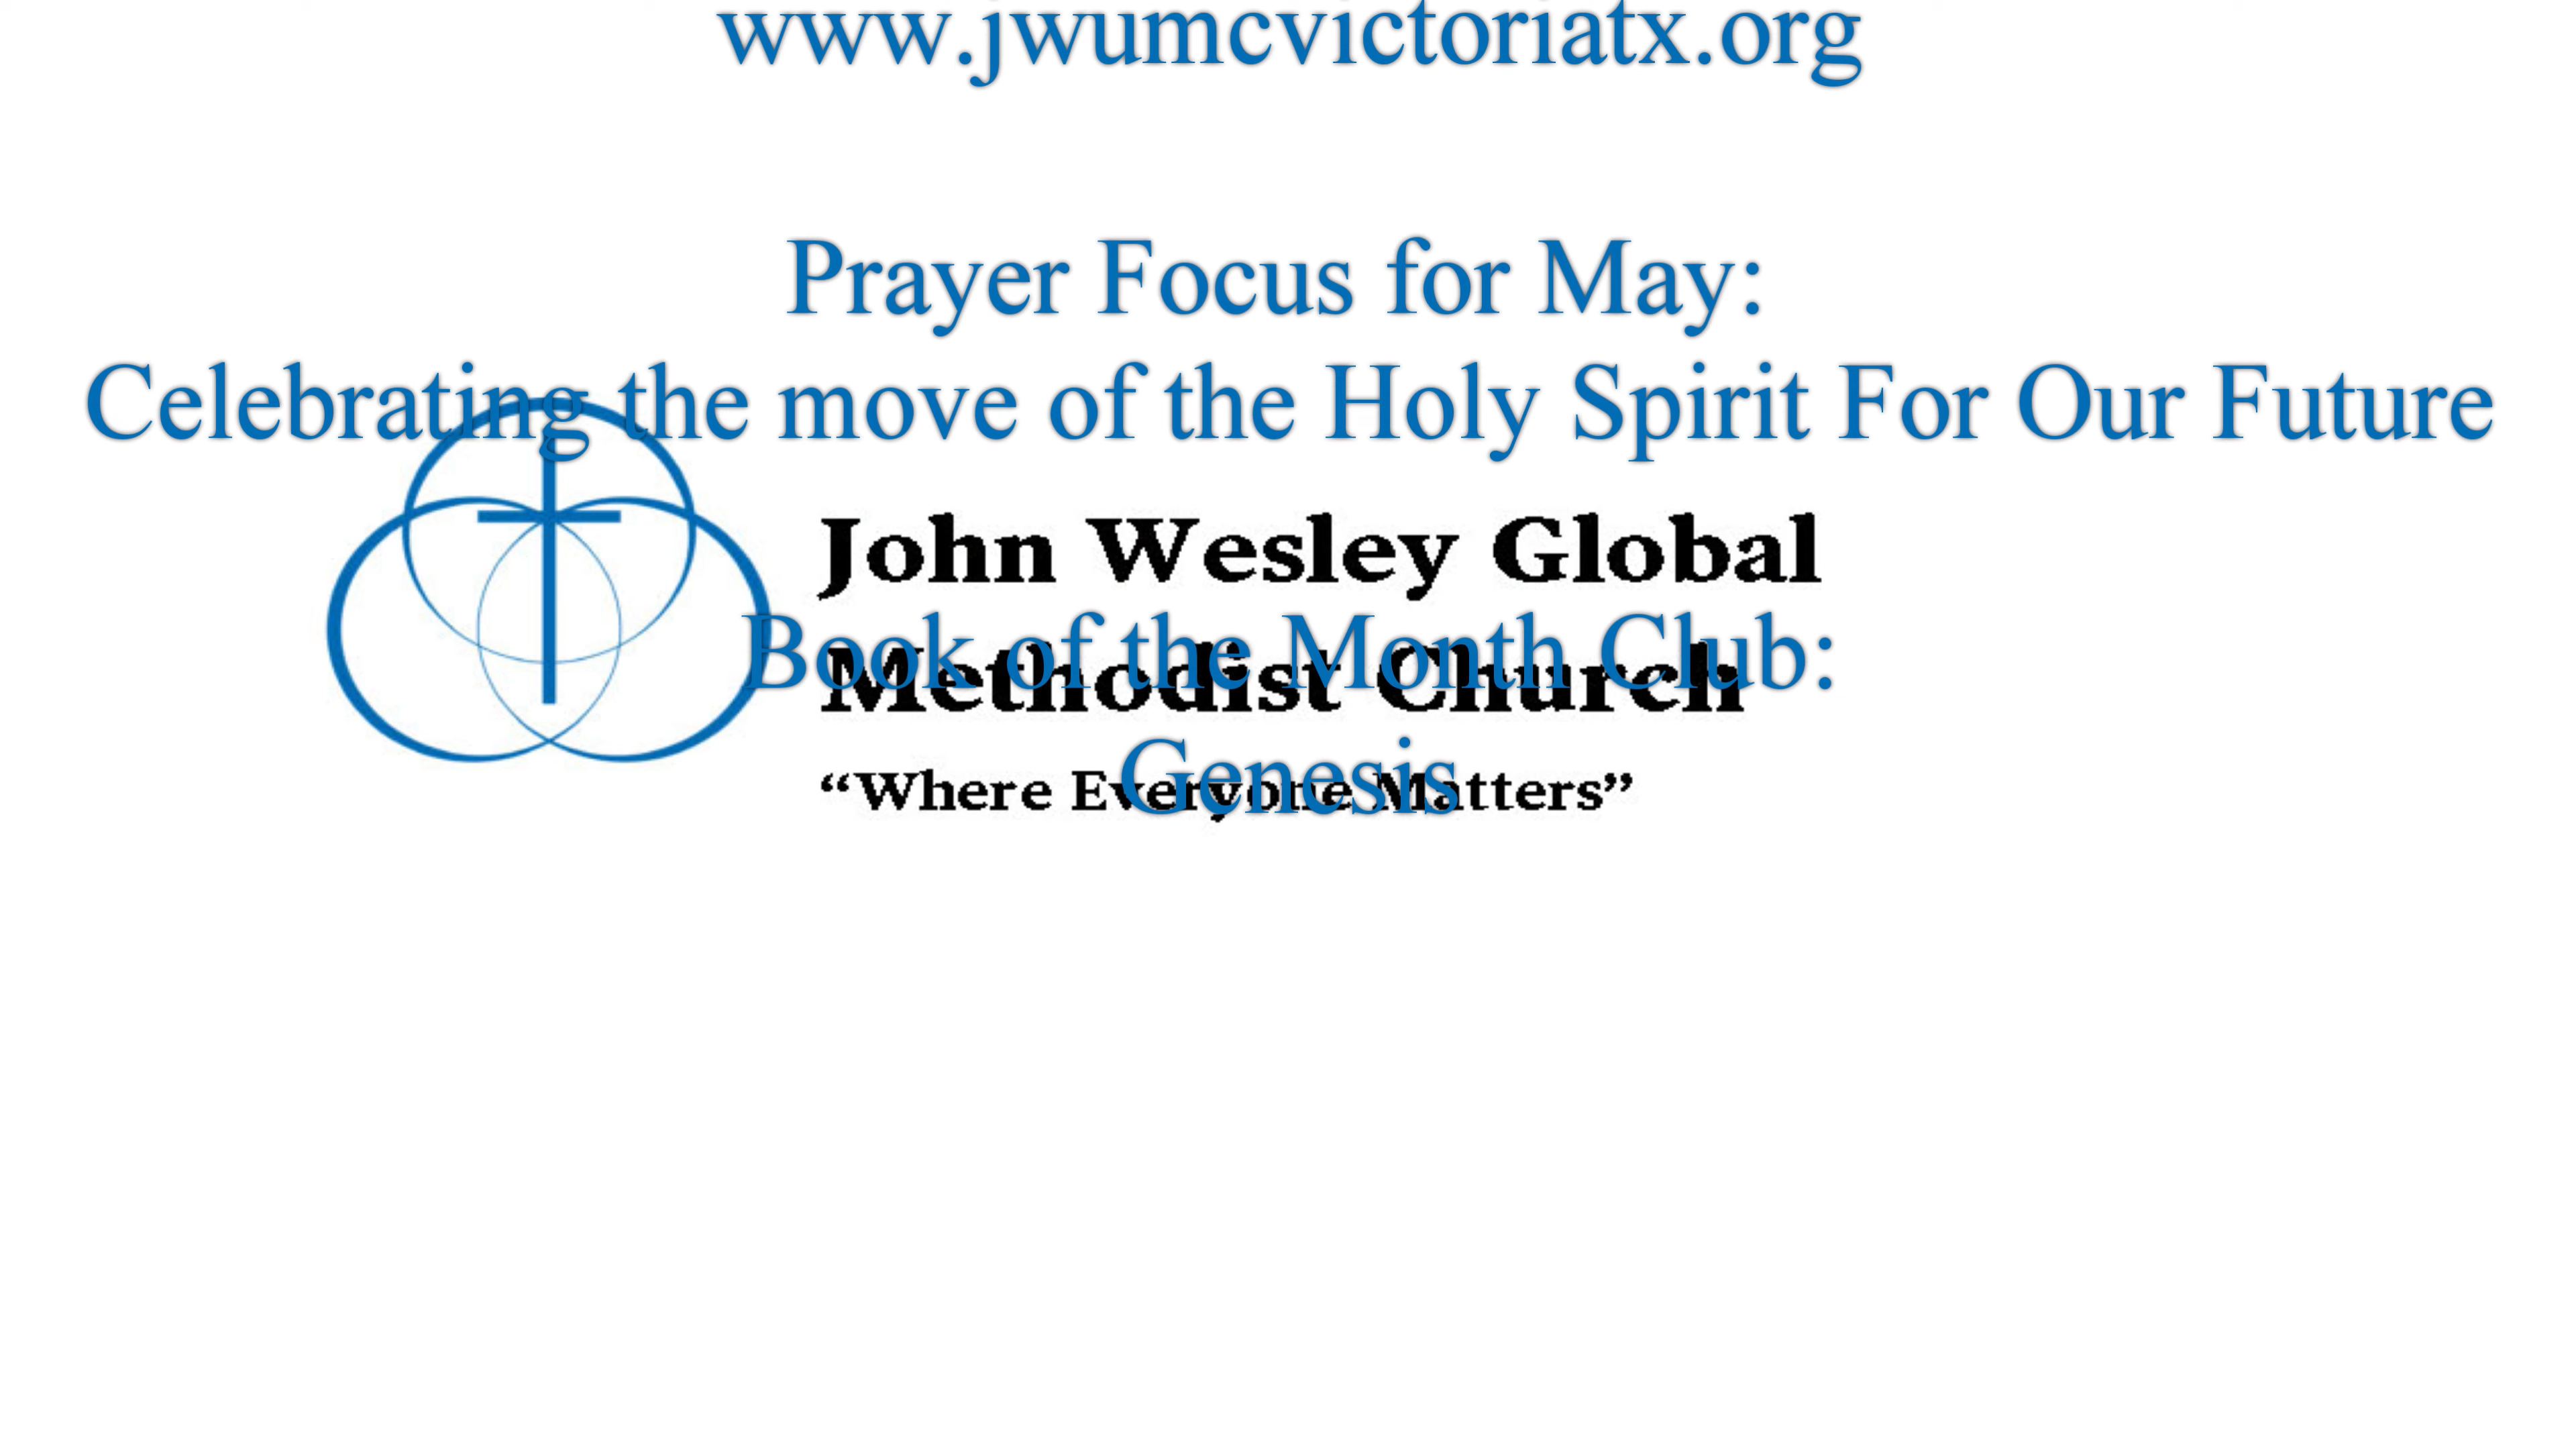 www.jwumcvictoriatx.org
Prayer Focus for May:
Celebrating the move of the Holy Spirit For Our Future
John Wesley Global
Book of the Month Club:
Methodist Church
Genesis
“Where Everyone Matters”